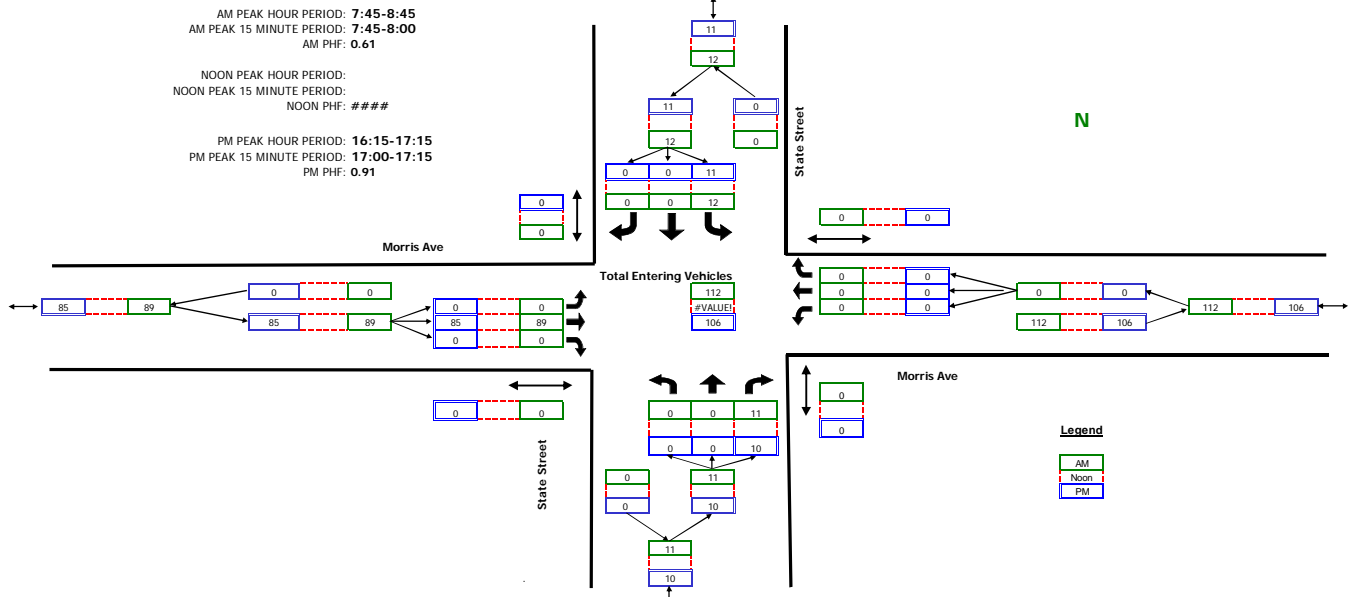 AM PEAK HOUR PERIOD: 7:45-8:45
AM PEAK 15 MINUTE PERIOD: 7:45-8:00
AM PHF: 0.61
NOON PEAK HOUR PERIOD:
NOON PEAK 15 MINUTE PERIOD:
NOON PHF: ####
PM PEAK HOUR PERIOD: 16:15-17:15
PM PEAK 15 MINUTE PERIOD: 17:00-17:15
PM PHF: 0.91
11
12
11 0
12 0
0 0 11
0 0 12
State Street
N
0
0
Morris Ave
0 0
Total Entering Vehicles
112
#VALUE!
106
85 89
0 0
85 89
0 0
85 89
0 0
0 0
0 0
0 0
0 0
112 106
112 106
Morris Ave
0 0
State Street
0
0
0 0 11
0 0 10
0 11
0 10
11
10
Legend
AM
Noon
PM